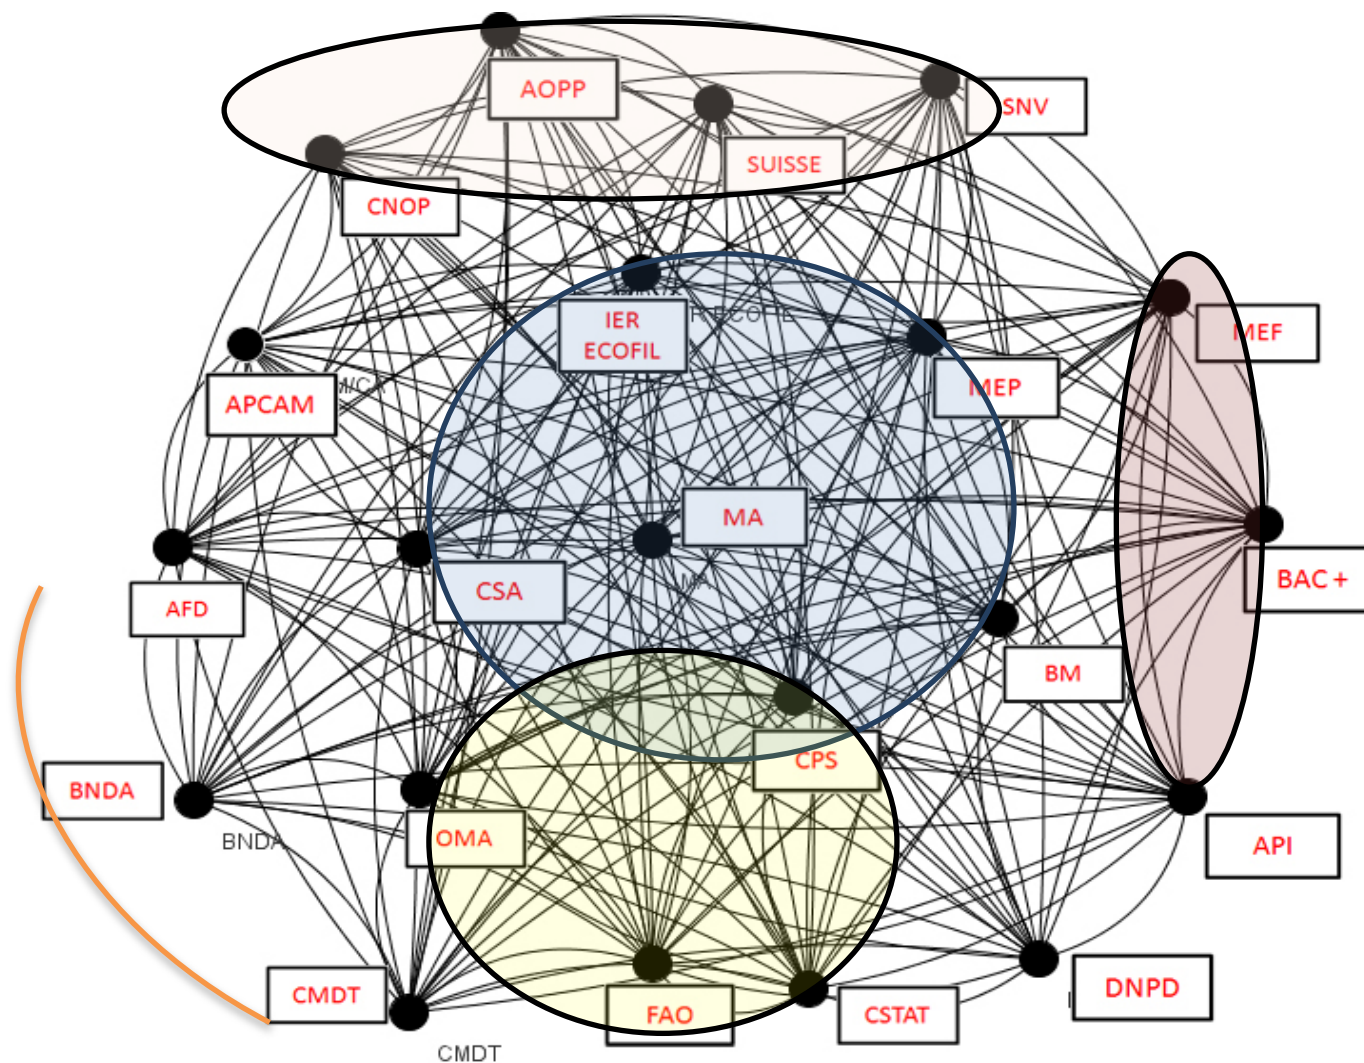 AOPP
SNV
SUISSE
CNOP
IER
ECOFIL
MEF
MEP
APCAM
MA
BAC +
CSA
AFD
BM
CPS
BNDA
OMA
BNDA
API
CMDT
FAO
CSTAT
DNPD
CMDT